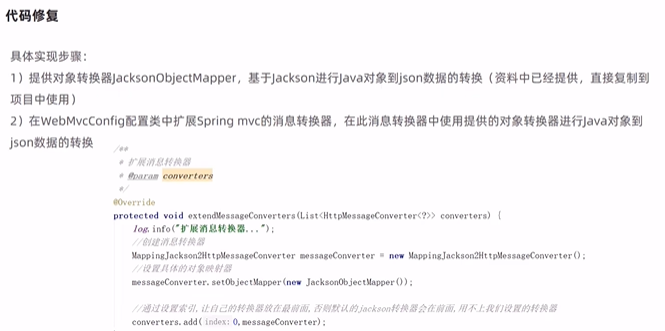 代码修复
具体实现步骤：
1）提供对象转换器JacksonObjectMapper，基于Jackson进行Java对象到json数据的转换（资料中已经提供，直接复制到
项目中使用）
2）在WebMvcConfig配置类中扩展Spring mvc的消息转换器，在此消息转换器中使用提供的对象转换器进行Java对象到
json数据的转换
/**
* 扩展消息转换器
* @param converters
*/
@Override
protected void extendMessageConverters(List<HttpMessageConverter<?>> converters) {
log.info("扩展消息转换器...");
//创建消息转换器
MappingJackson2HttpMessageConverter messageConverter = new MappingJackson2HttpMessageConverter();
//设置具体的对象映射器
messageConverter.setObjectMapper(new JacksonObjectMapper());
//通过设置索引,让自己的转换器放在最前面,否则默认的jackson转换器会在前面,用不上我们设置的转换器
converters.add( index: 0,messageConverter);